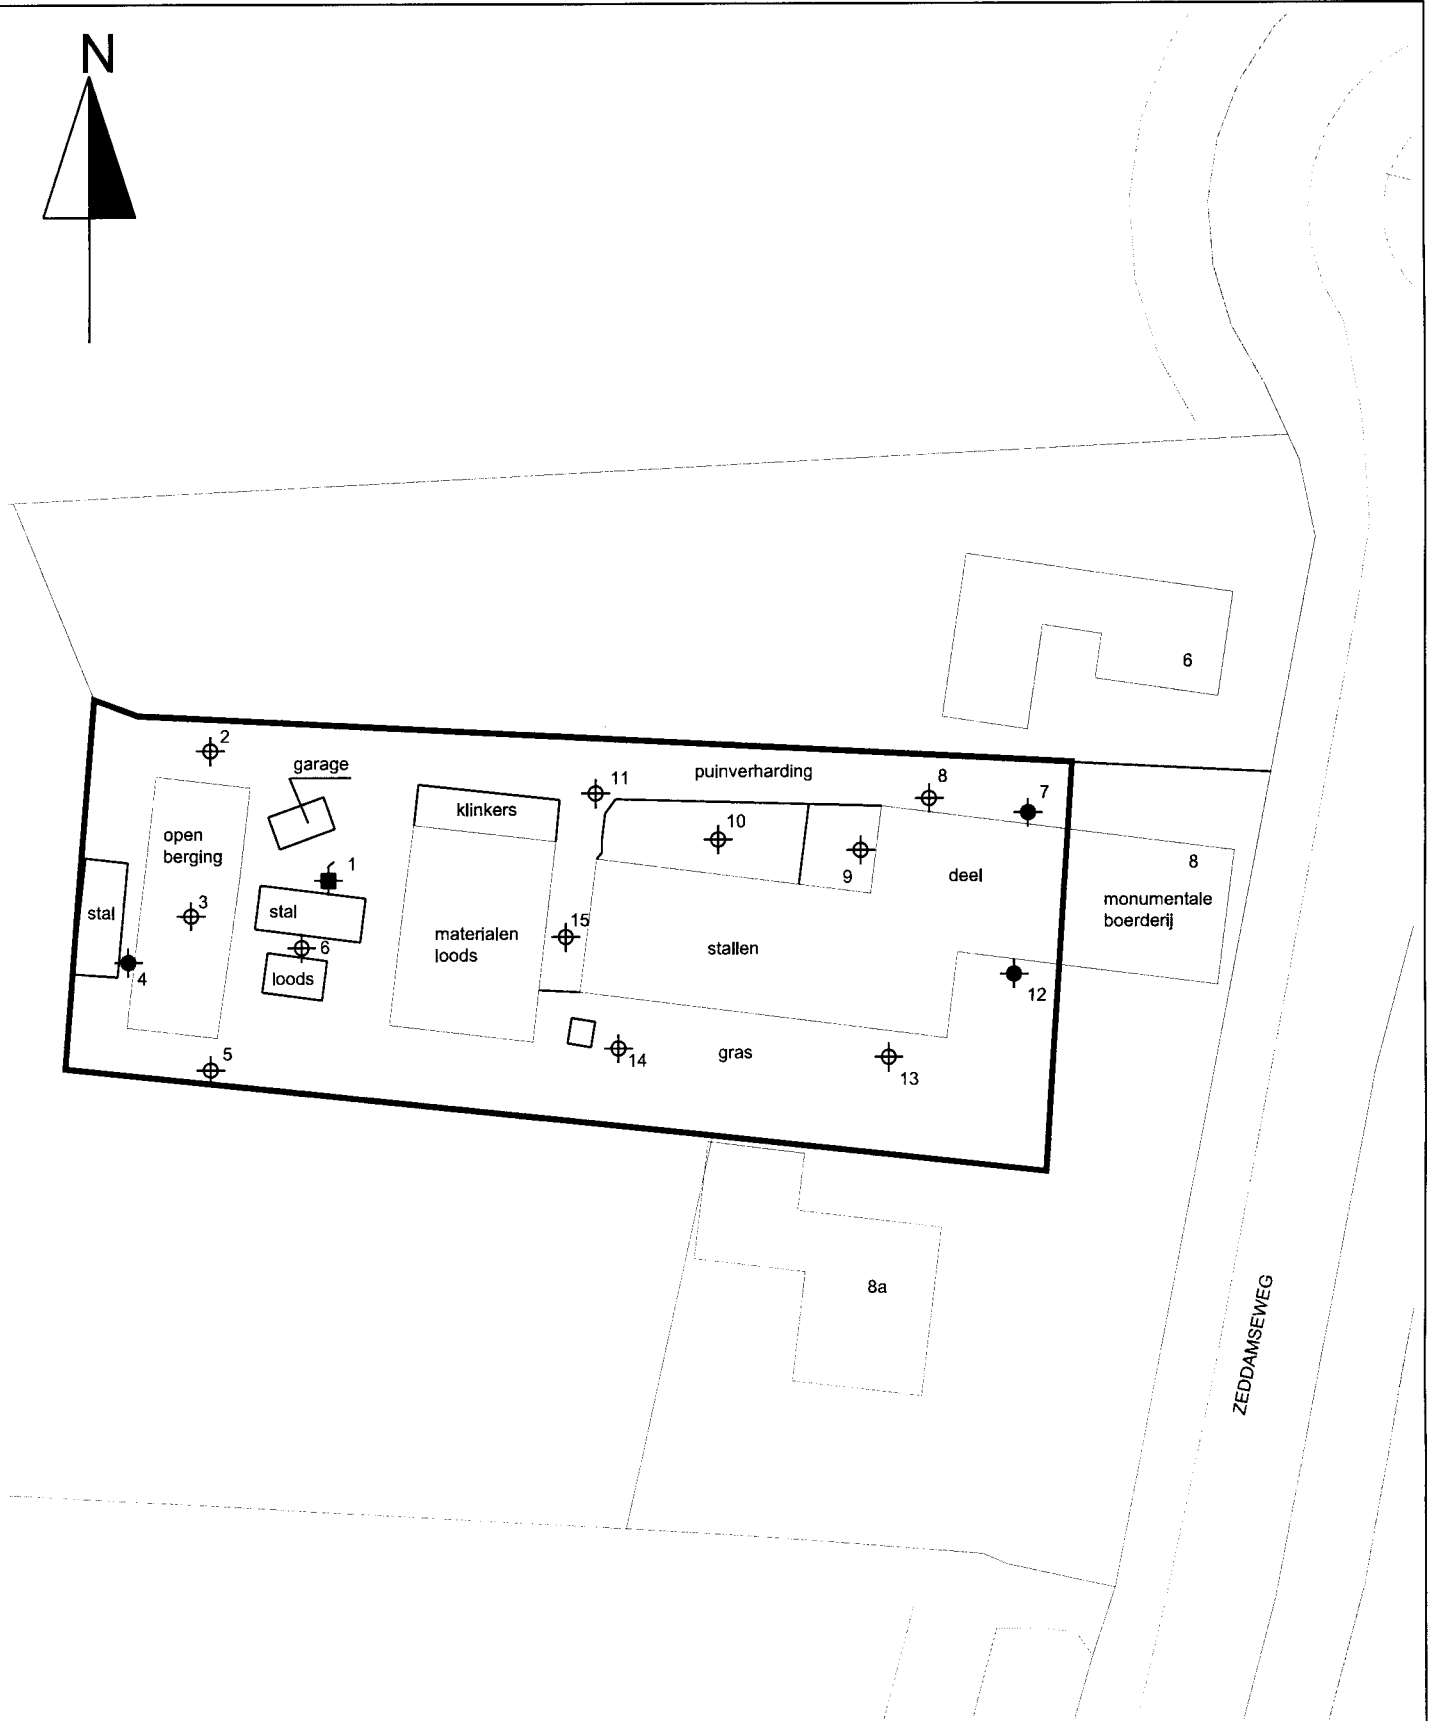 N
6
2
garage
puinverharding
11
8
7
klinkers
10
open
berging
9
8
deel
1
monumentale
boerderij
stal
3
stal
15
materialen
loods
stallen
6
4
loods
12
5
14
gras
13
8a
ZEDDAMSEWEG